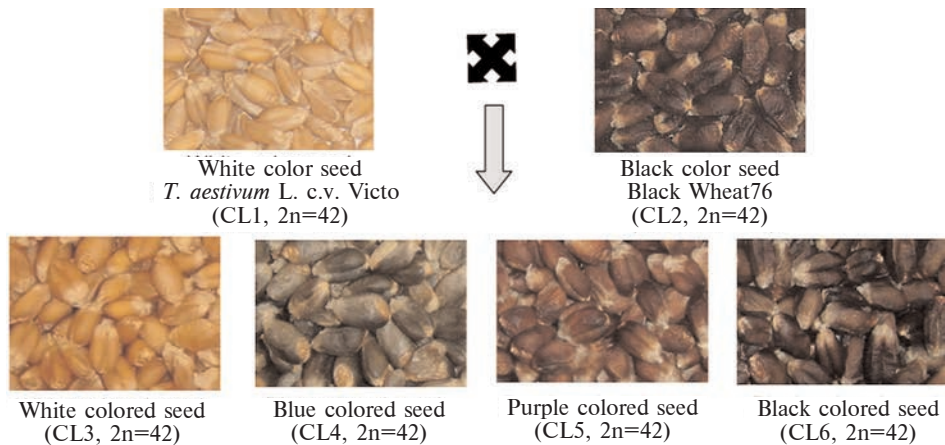 White color seed
T. aestivum L. c.v. Victo
(CL1, 2n=42)
Black color seed
Black Wheat76
(CL2, 2n=42)
White colored seed
(CL3, 2n=42)
Blue colored seed
(CL4, 2n=42)
Purple colored seed
(CL5, 2n=42)
Black colored seed
(CL6, 2n=42)